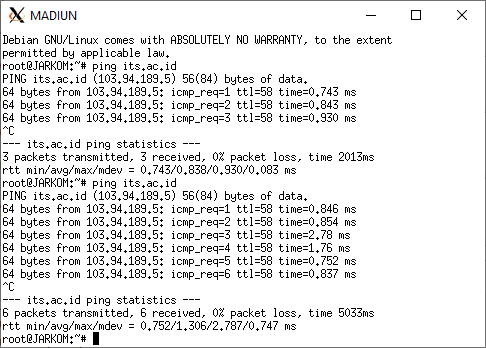 MADIUN
Debian GNU/Linux comes with ABSOLUTELY NO WARRANTY, to the extent
permitted by applicable law.
root@JARKOM:~# ping its.ac.id
PING its.ac.id (103.94.189.5) 56(84) bytes of data.
64 bytes from 103.94.189.5: icmp_req=1 ttl=58 time=0.743 ms
64 bytes from 103.94.189.5: icmp_req=2 ttl=58 time=0.843 ms
64 bytes from 103.94.189.5: icmp_req=3 ttl=58 time=0.930 ms
^C
--- its.ac.id ping statistics ---
3 packets transmitted, 3 received, 0% packet loss, time 2013ms
rtt min/avg/max/mdev = 0.743/0.838/0.930/0.083 ms
root@JARKOM:~# ping its.ac.id
PING its.ac.id (103.94.189.5) 56(84) bytes of data.
64 bytes from 103.94.189.5: icmp_req=1 ttl=58 time=0.846 ms
64 bytes from 103.94.189.5: icmp_req=2 ttl=58 time=0.854 ms
64 bytes from 103.94.189.5: icmp_req=3 ttl=58 time=2.78 ms
64 bytes from 103.94.189.5: icmp_req=4 ttl=58 time=1.76 ms
64 bytes from 103.94.189.5: icmp_req=5 ttl=58 time=0.752 ms
64 bytes from 103.94.189.5: icmp_req=6 ttl=58 time=0.837 ms
^C
--- its.ac.id ping statistics ---
6 packets transmitted, 6 received, 0% packet loss, time 5033ms
rtt min/avg/max/mdev = 0.752/1.306/2.787/0.747 ms
root@JARKOM:~#